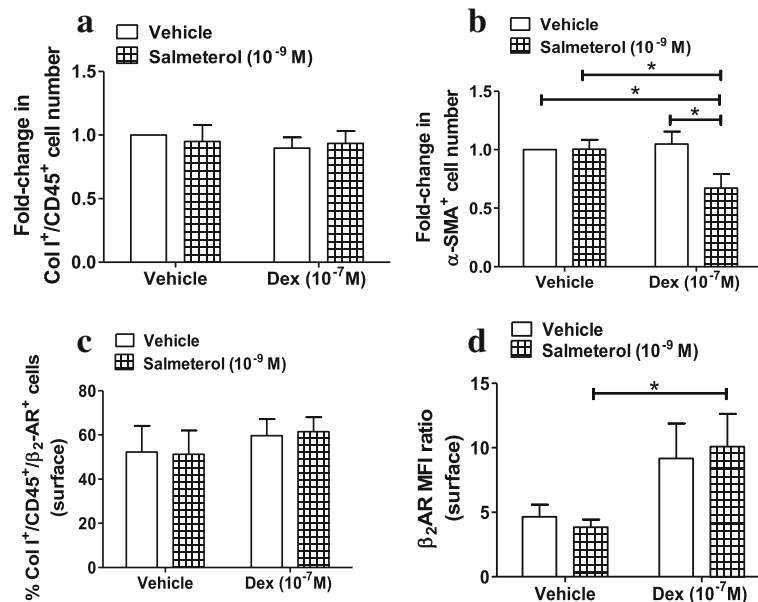 a
Vehicle
Salmeterol (10⁻⁹ M)
Fold-change in
Col I⁺/CD45⁺ cell number
1.5
1.0
0.5
0.0
Vehicle
Dex (10⁻⁷M)
b
Vehicle
Salmeterol (10⁻⁹ M)
Fold-change in
α-SMA⁺ cell number
1.5
1.0
0.5
0.0
*
*
*
Vehicle
Dex (10⁻⁷M)
c
Vehicle
Salmeterol (10⁻⁹ M)
% Col I⁺/CD45⁺/β₂-AR⁺ cells
(surface)
80
60
40
20
0
Vehicle
Dex (10⁻⁷M)
d
Vehicle
Salmeterol (10⁻⁹ M)
β₂AR MFI ratio
(surface)
15
10
5
0
*
Vehicle
Dex (10⁻⁷M)